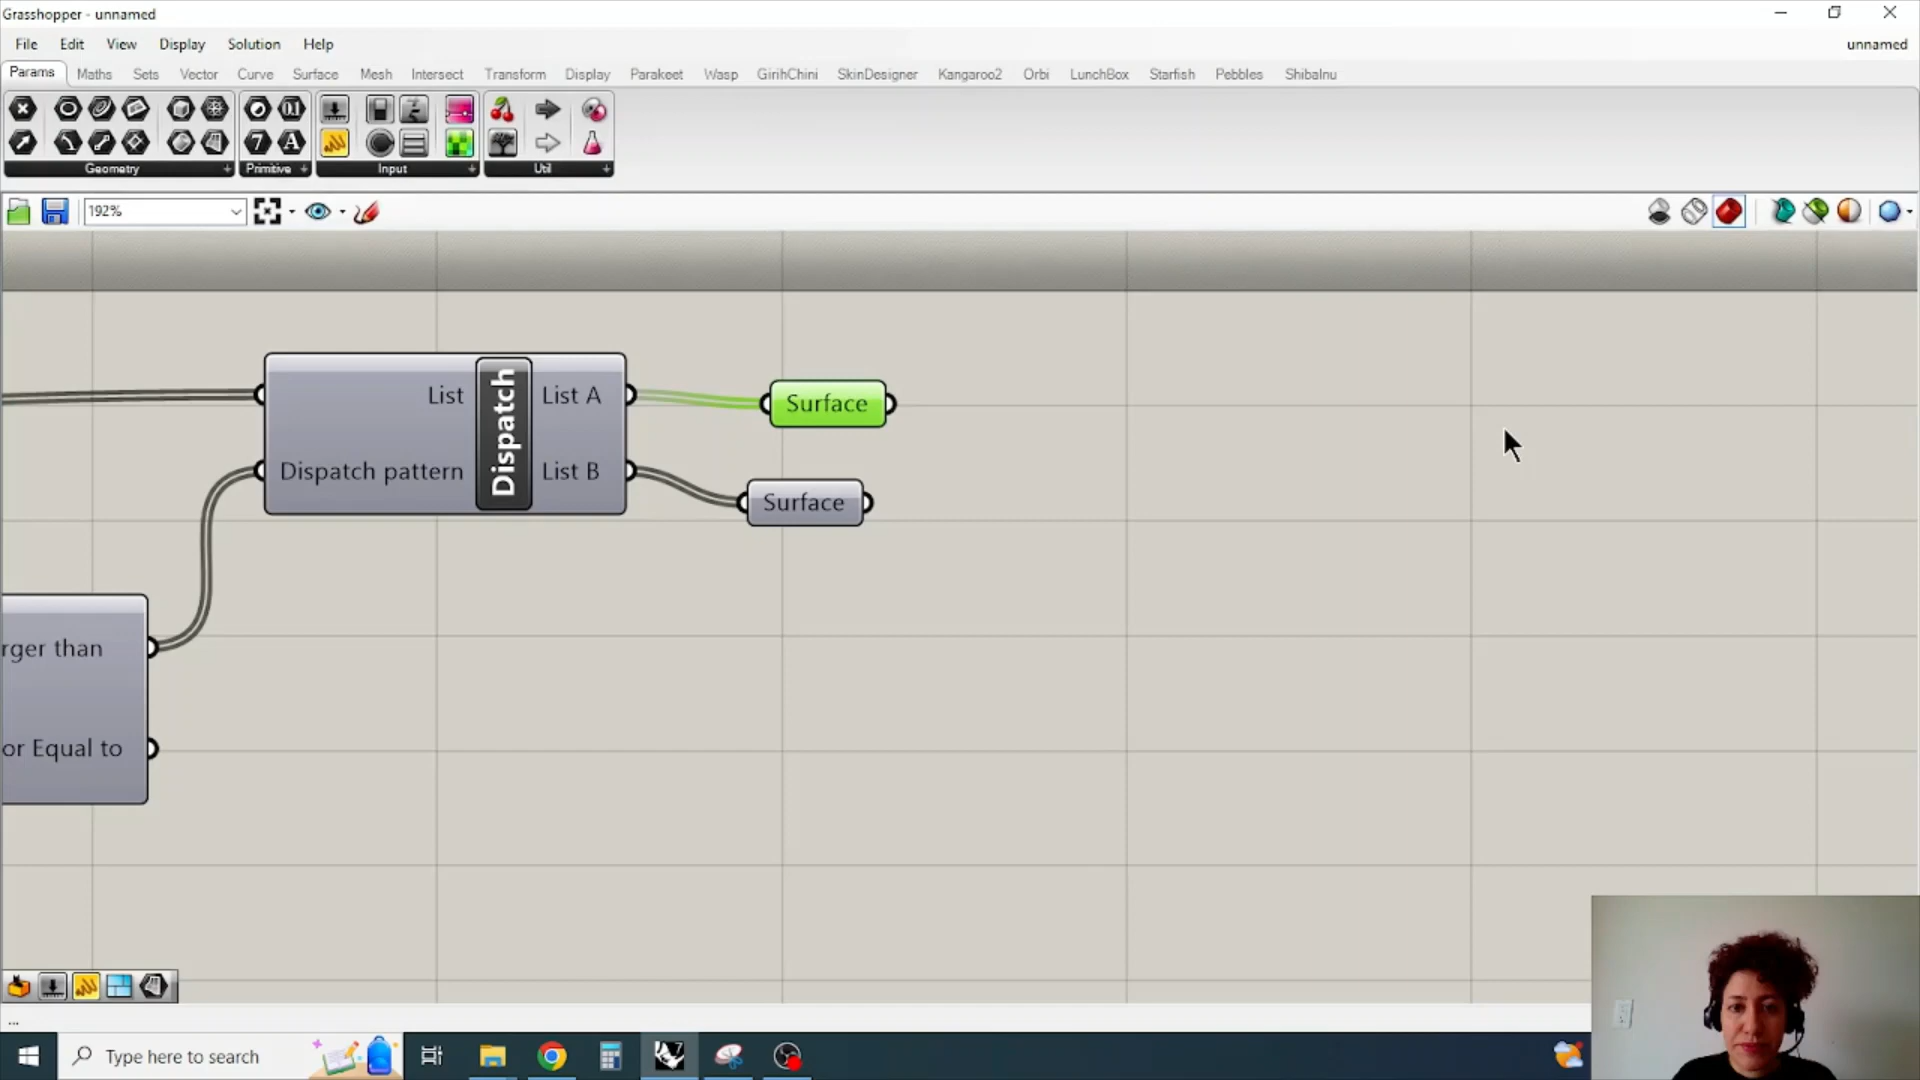 Grasshopper - unnamed
File Edit View Display Solution Help unnamed
Params Maths Sets Vector Curve Surface Mesh Intersect Transform Display Parakeet Wasp GirihChini SkinDesigner Kangaroo2 Orbi LunchBox Starfish Pebbles ShibaInu
Geometry Primitive Input Util
192%
List Dispatch List A Surface
Dispatch pattern List B Surface
rger than
or Equal to
...
Type here to search